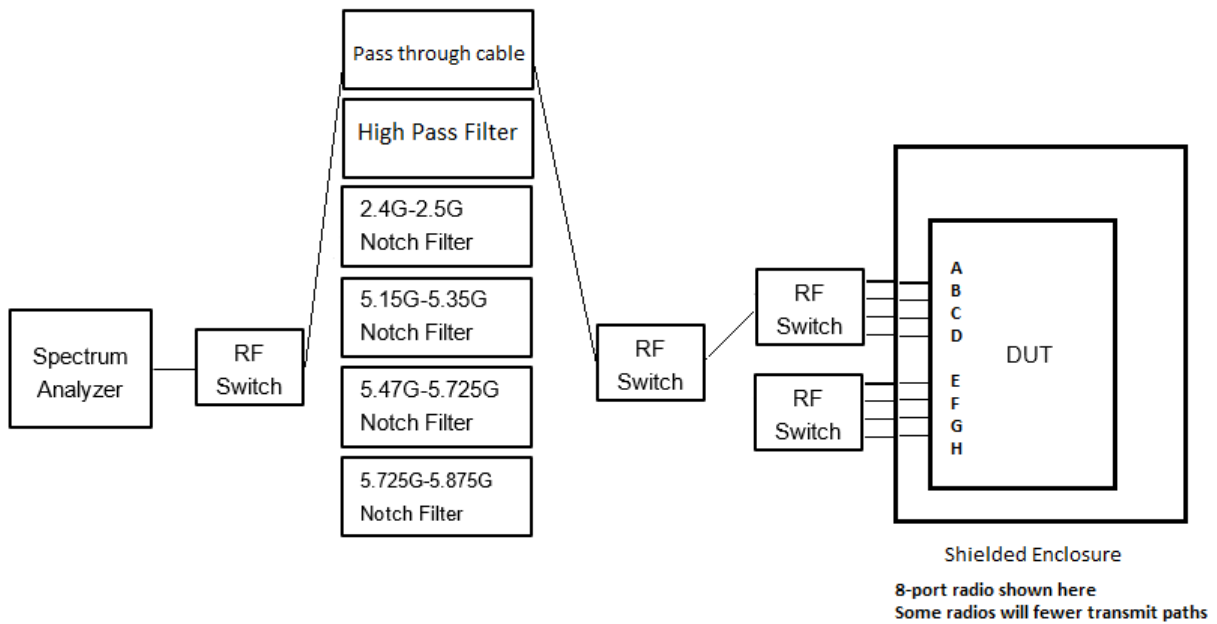 Pass through cable
High Pass Filter
2.4G-2.5G
Notch Filter
5.15G-5.35G
Notch Filter
5.47G-5.725G
Notch Filter
5.725G-5.875G
Notch Filter
Spectrum
Analyzer
RF
Switch
RF
Switch
RF
Switch
RF
Switch
A
B
C
D
E
F
G
H
DUT
Shielded Enclosure
8-port radio shown here
Some radios will fewer transmit paths